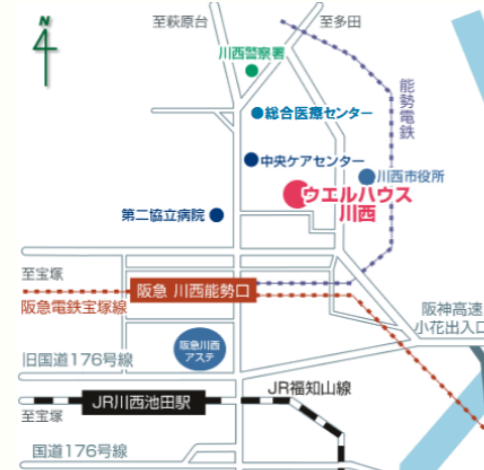 N
至萩原台
至多田
川西警察署
能勢電鉄
総合医療センター
中央ケアセンター
川西市役所
ウエルハウス
川西
第二協立病院
至宝塚
阪急 川西能勢口
阪急電鉄宝塚線
阪神高速
小花出入口
阪急川西
アステ
旧国道176号線
JR福知山線
JR川西池田駅
至宝塚
国道176号線